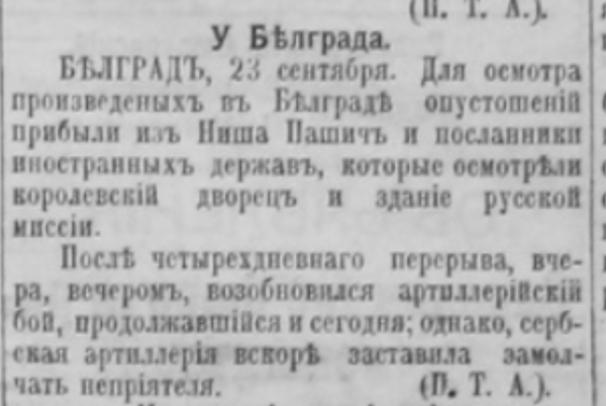 (П. Т. А.).
У Бѣлграда.
БѢЛГРАДЪ, 23 сентября. Для осмотра
произведеныхъ въ Бѣлградѣ опустошеній
прибыли изъ Ниша Пашичъ и посланники
иностранныхъ державъ, которые осмотрѣли
королевскій дворецъ и зданіе русской
миссіи.
Послѣ четырехдневнаго перерыва, вче-
ра, вечеромъ, возобновился артиллерійскій
бой, продолжавшійся и сегодня; однако, серб-
ская артиллерія вскорѣ заставила замол-
чать непріятеля. (П. Т. А.).